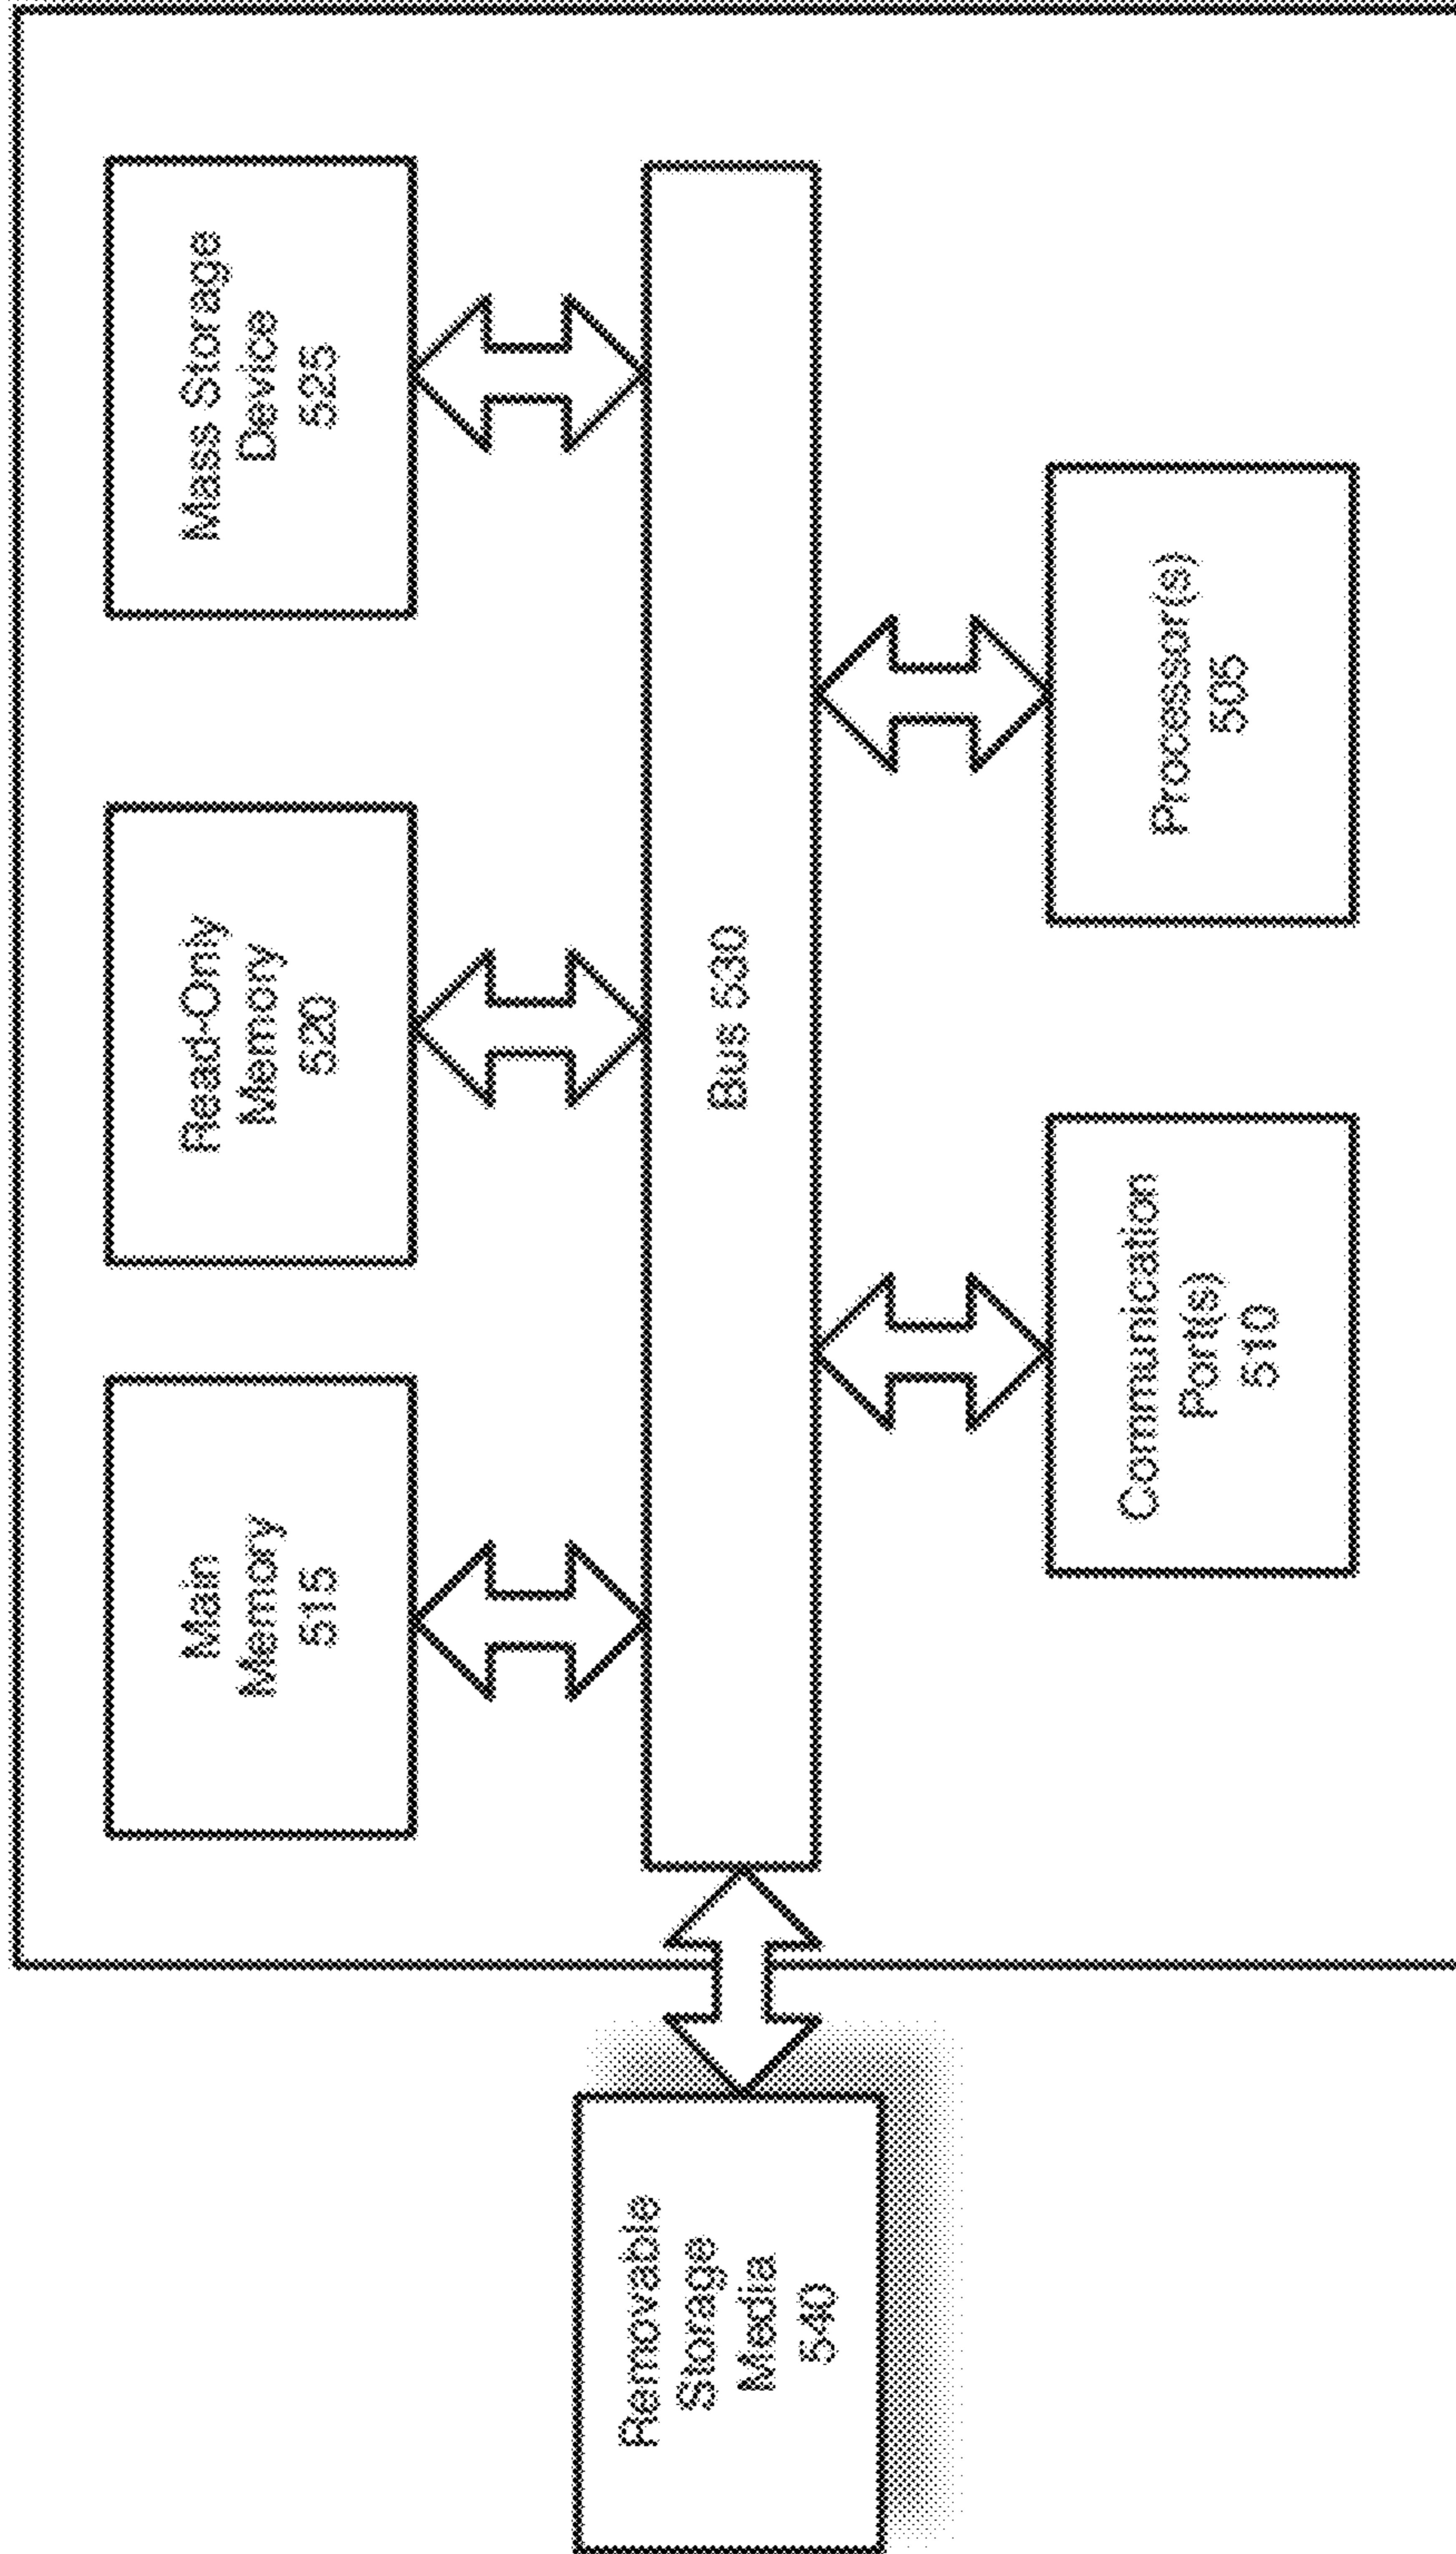 Main
Memory
515
Read-Only
Memory
520
Mass Storage
Device
525
Removable
Storage
Media
540
Bus 530
Communication
Port(s)
510
Processor(s)
505